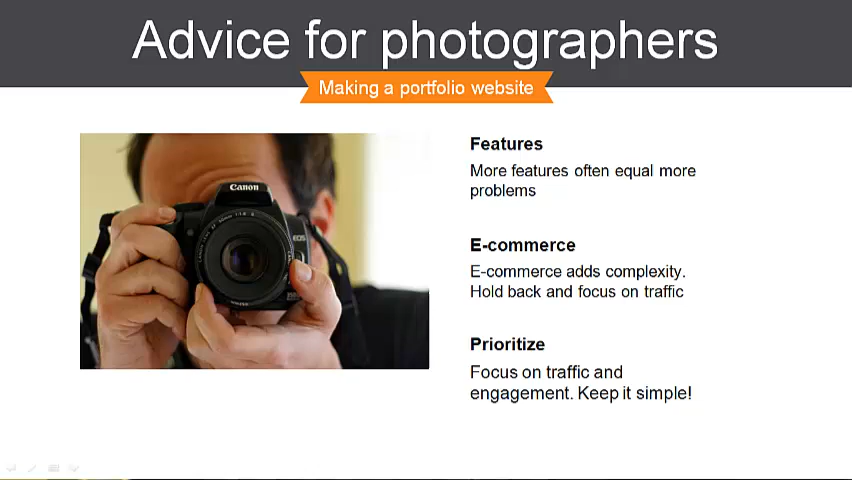 Advice for photographers
Making a portfolio website
Canon
EOS
Features
More features often equal more
problems
E-commerce
E-commerce adds complexity.
Hold back and focus on traffic
Prioritize
Focus on traffic and
engagement. Keep it simple!